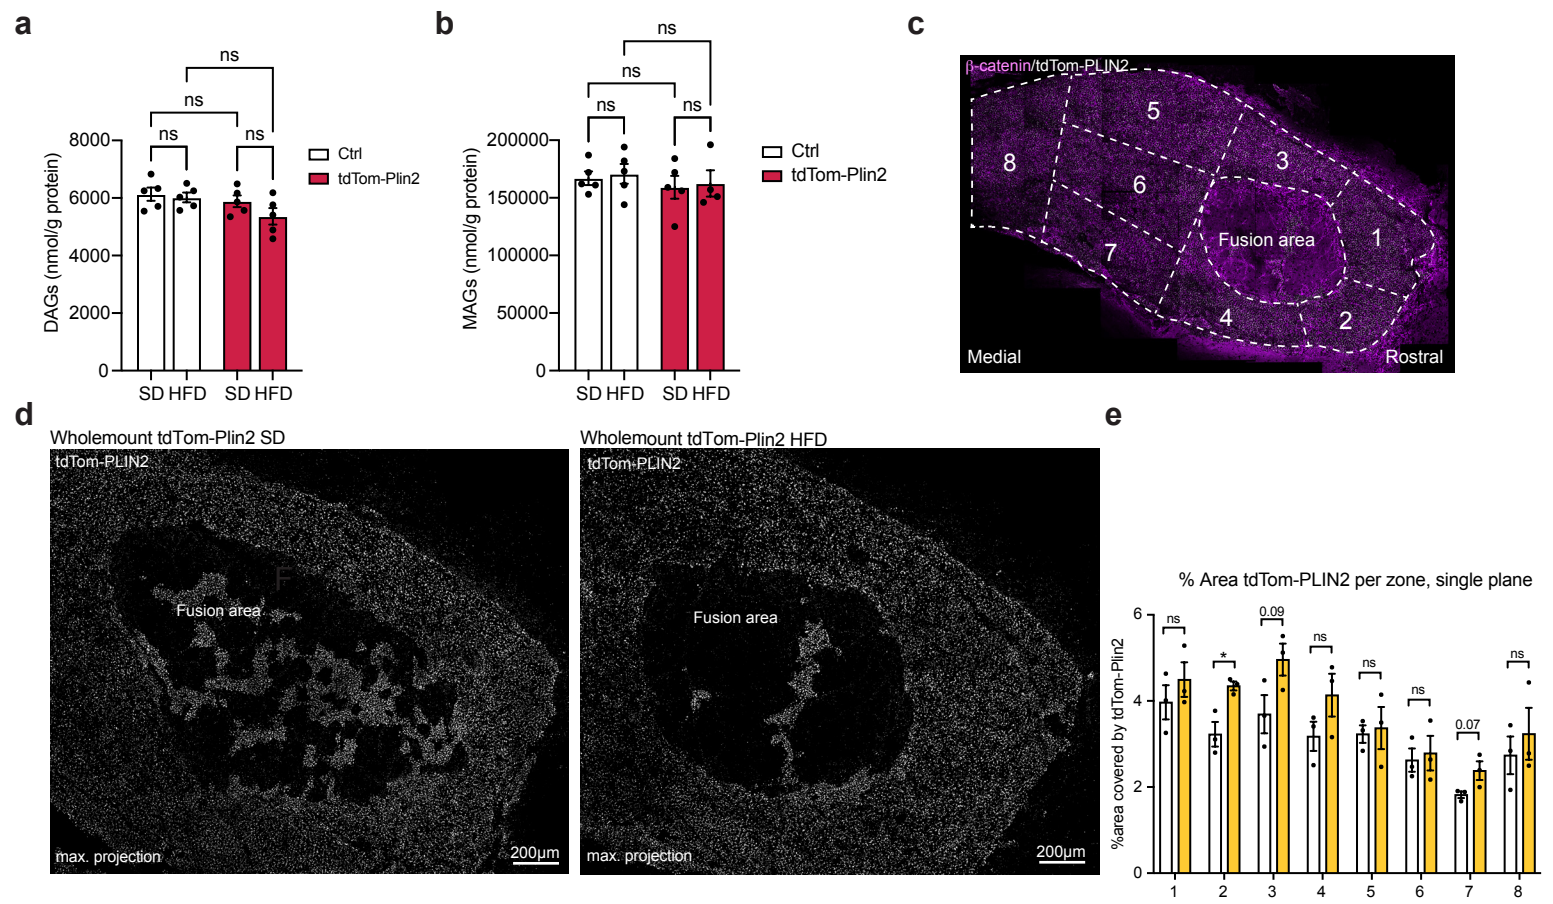 a
ns
ns
ns
ns
8000
6000
4000
2000
0
DAGs (nmol/g protein)
SD HFD SD HFD
Ctrl
tdTom-Plin2
b
ns
ns
ns
ns
200000
150000
100000
50000
0
MAGs (nmol/g protein)
SD HFD SD HFD
Ctrl
tdTom-Plin2
c
β-catenin/tdTom-PLIN2
5
3
8
6
Fusion area
1
7
4
2
Medial
Rostral
d
Wholemount tdTom-Plin2 SD
tdTom-PLIN2
F
Fusion area
max. projection
200µm
Wholemount tdTom-Plin2 HFD
tdTom-PLIN2
Fusion area
max. projection
200µm
e
% Area tdTom-PLIN2 per zone, single plane
%area covered by tdTom-Plin2
6
4
2
0
ns
*
0.09
ns
ns
ns
0.07
ns
1 2 3 4 5 6 7 8